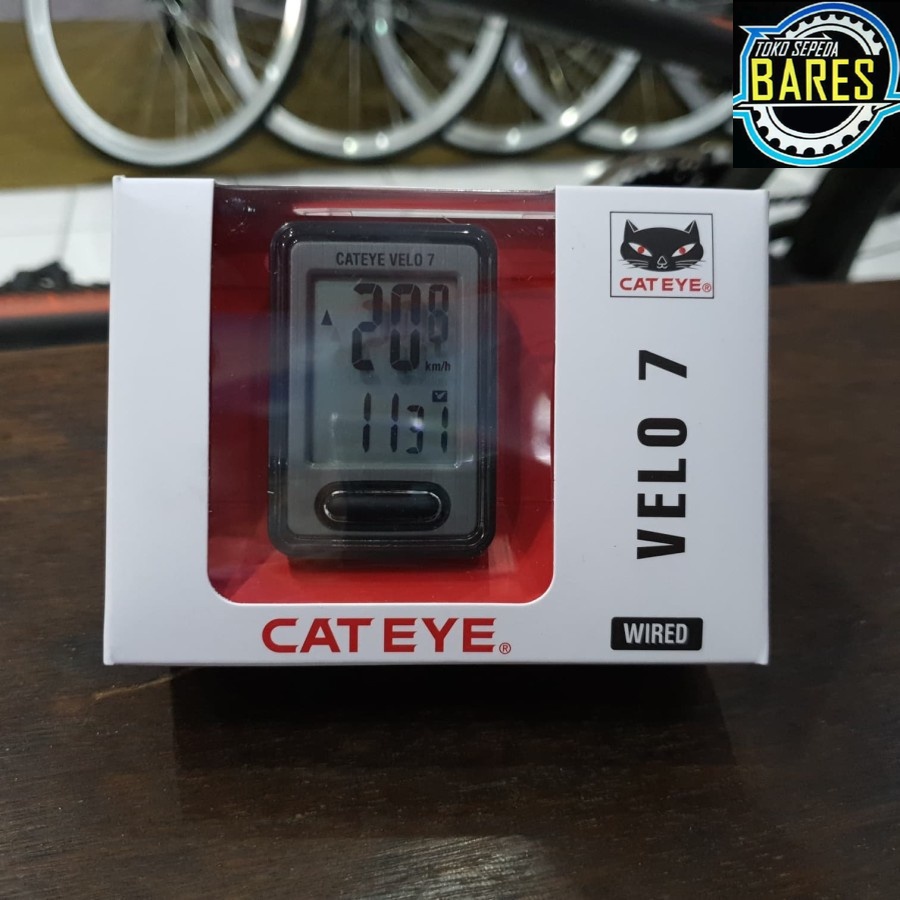 TOKO SEPEDA
BARES
CATEYE VELO 7
20.8
km/h
11:31
CAT EYE®
VELO 7
CATEYE®
WIRED